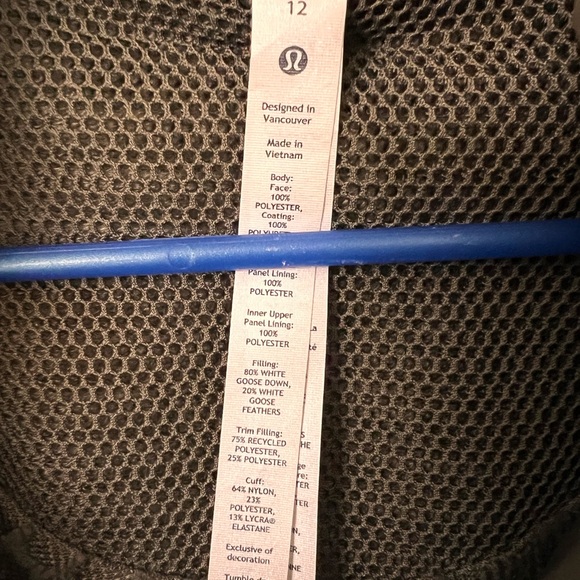 12
Designed in
Vancouver
Made in
Vietnam
Body:
Face:
100%
POLYESTER,
Coating:
100%
Panel Lining:
100%
POLYESTER
Inner Upper
Panel Lining:
100%
POLYESTER
Filling:
80% WHITE
GOOSE DOWN,
20% WHITE
GOOSE
FEATHERS
Trim Filling:
75% RECYCLED
POLYESTER,
25% POLYESTER
Cuff:
64% NYLON,
23%
POLYESTER,
13% LYCRA®
ELASTANE
Exclusive of
decoration